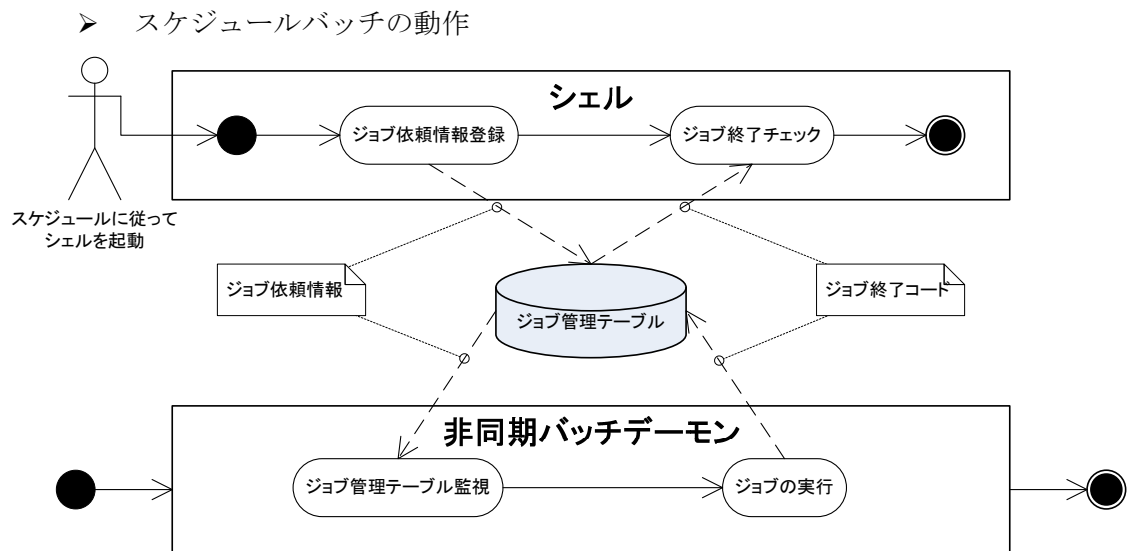 ➤ スケジュールバッチの動作
シェル
ジョブ依頼情報登録
ジョブ終了チェック
スケジュールに従って
シェルを起動
ジョブ依頼情報
ジョブ管理テーブル
ジョブ終了コード
非同期バッチデーモン
ジョブ管理テーブル監視
ジョブの実行